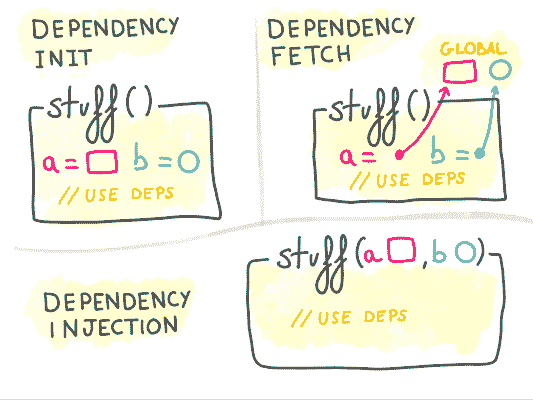 DEPENDENCY
INIT
stuff()
a = b =
// USE DEPS
DEPENDENCY
FETCH
GLOBAL
stuff()
a = b =
// USE DEPS
DEPENDENCY
INJECTION
stuff(a , b )
// USE DEPS